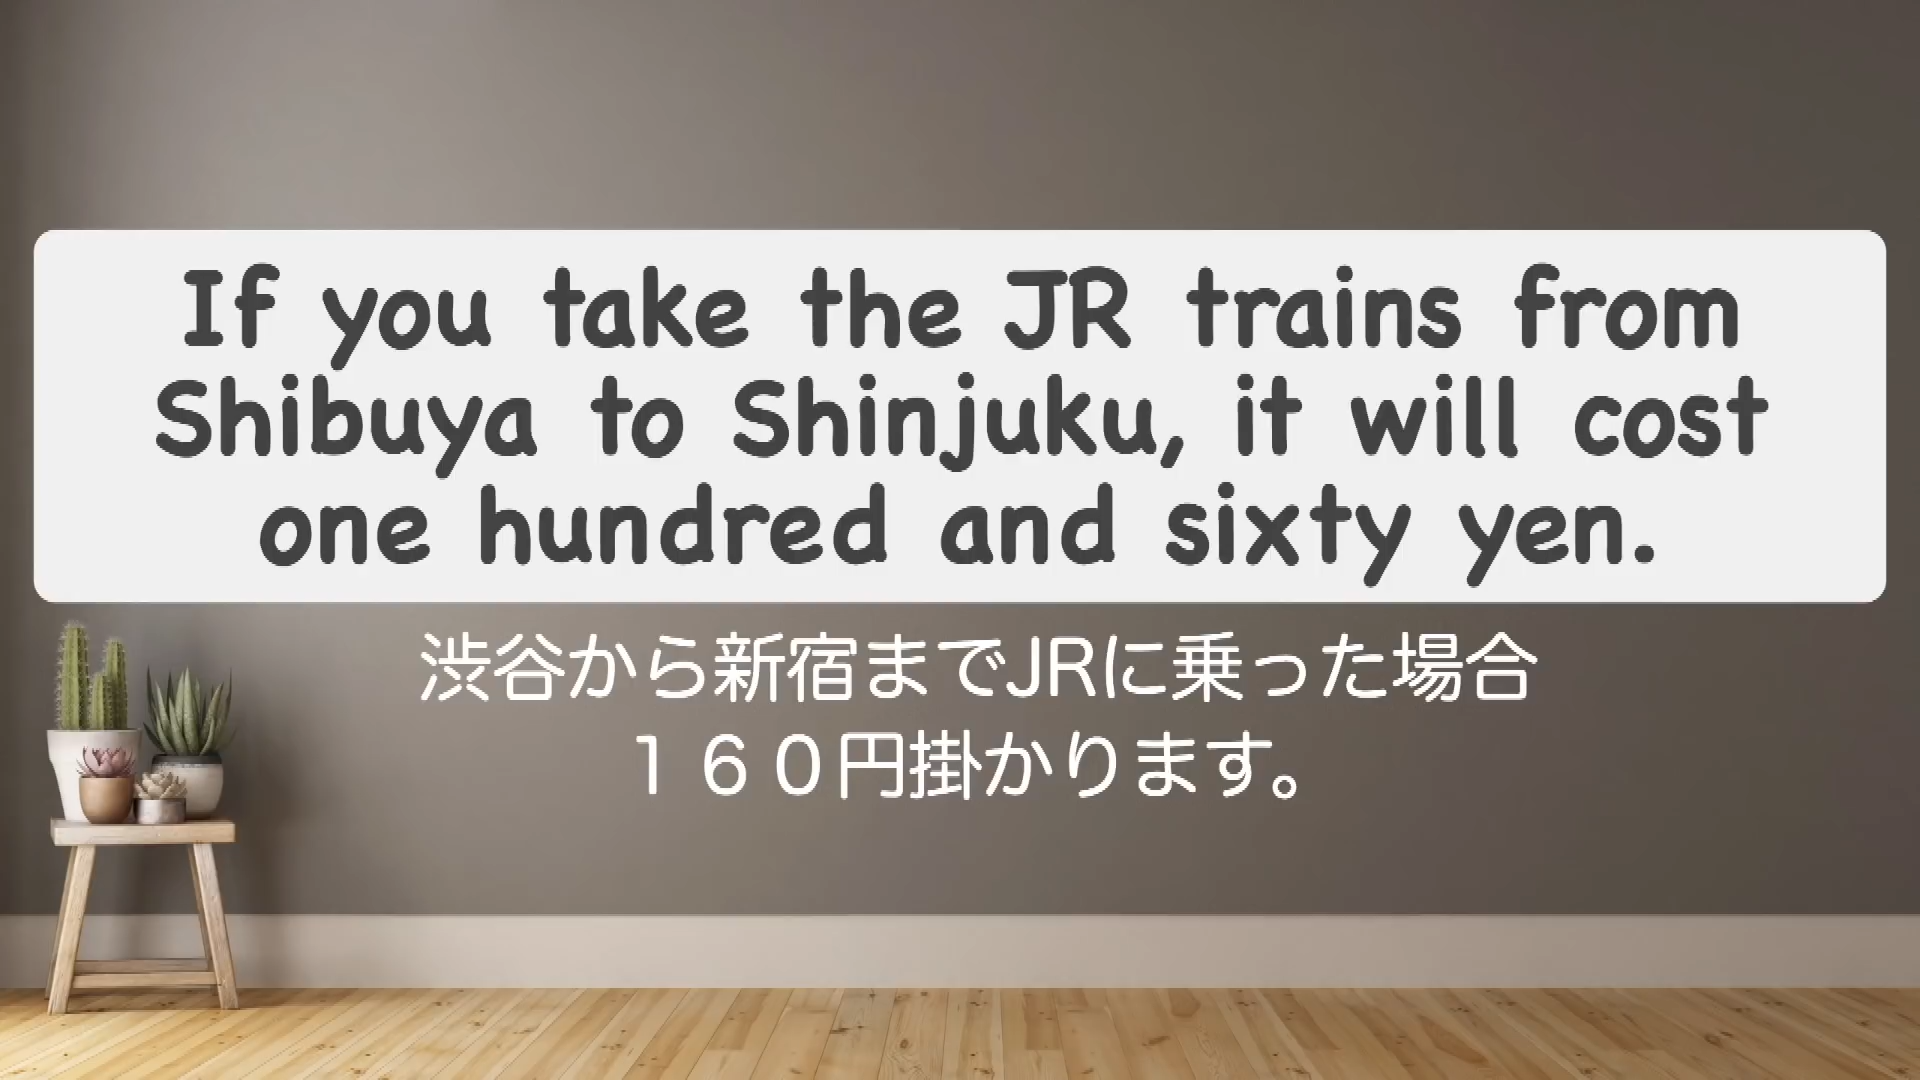 If you take the JR trains from
Shibuya to Shinjuku, it will cost
one hundred and sixty yen.
渋谷から新宿までJRに乗った場合
１６０円掛かります。